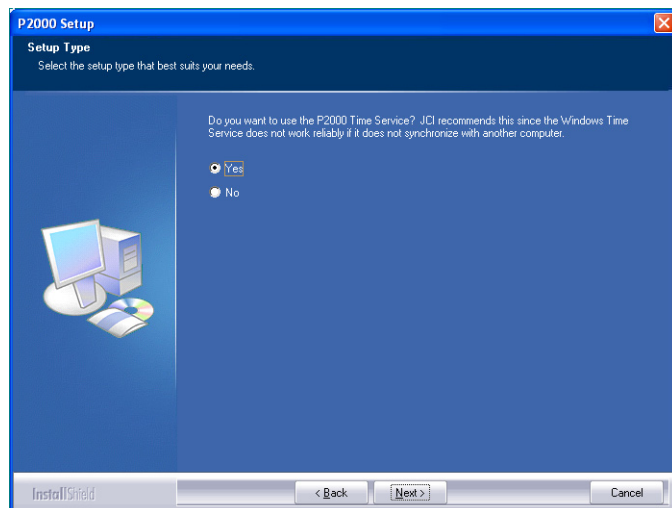 P2000 Setup
Setup Type
Select the setup type that best suits your needs.
Do you want to use the P2000 Time Service? JCI recommends this since the Windows Time
Service does not work reliably if it does not synchronize with another computer.
Yes
No
InstallShield
< Back Next > Cancel